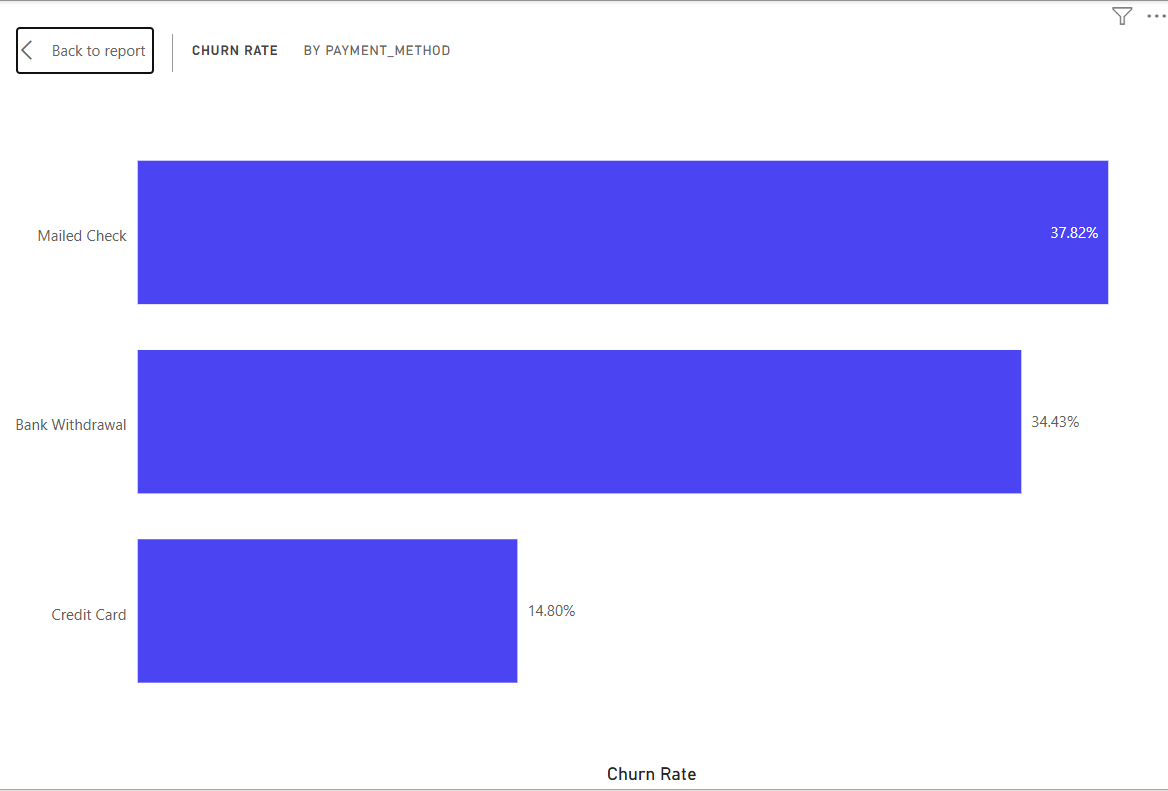 Back to report
CHURN RATE BY PAYMENT_METHOD
Mailed Check 37.82%
Bank Withdrawal 34.43%
Credit Card 14.80%
Churn Rate